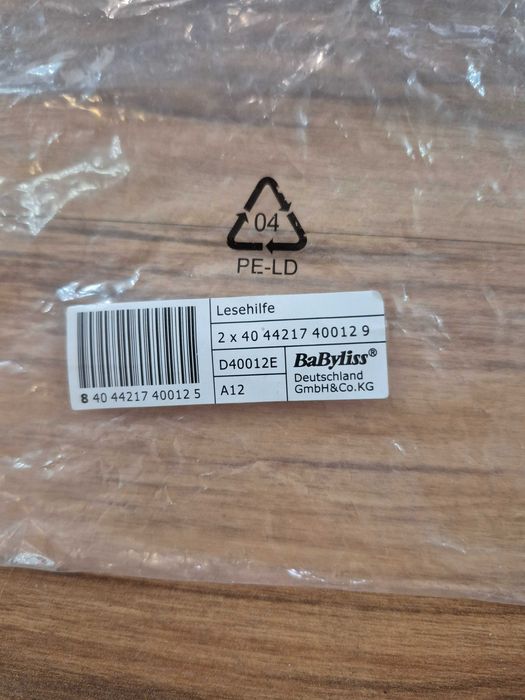 04
PE-LD
Lesehilfe
2 x 40 44217 40012 9
D40012E
BaByliss®
Deutschland
GmbH&Co.KG
A12
8 40 44217 40012 5